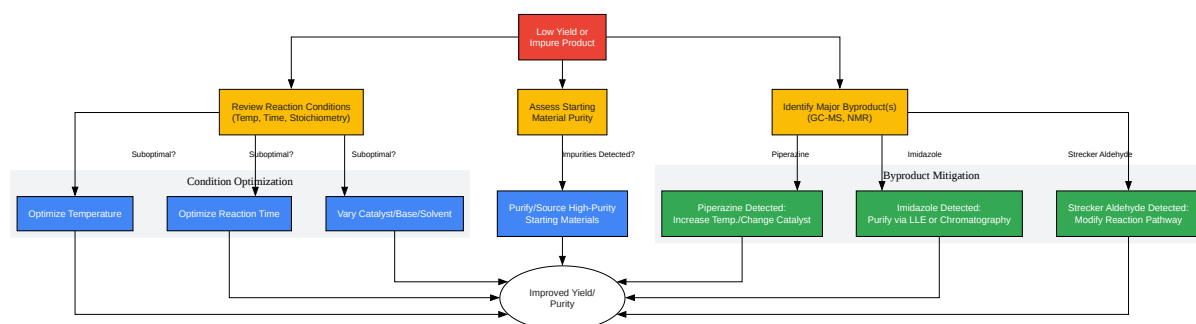 Low Yield or
Impure Product
Review Reaction Conditions
(Temp, Time, Stoichiometry)
Assess Starting
Material Purity
Identify Major Byproduct(s)
(GC-MS, NMR)
Suboptimal?
Suboptimal?
Suboptimal?
Impurities Detected?
Piperazine
Imidazole
Strecker Aldehyde
Condition Optimization
Byproduct Mitigation
Optimize Temperature
Optimize Reaction Time
Vary Catalyst/Base/Solvent
Purify/Source High-Purity
Starting Materials
Piperazine Detected:
Increase Temp./Change Catalyst
Imidazole Detected:
Purify via LLE or Chromatography
Strecker Aldehyde Detected:
Modify Reaction Pathway
Improved Yield/
Purity